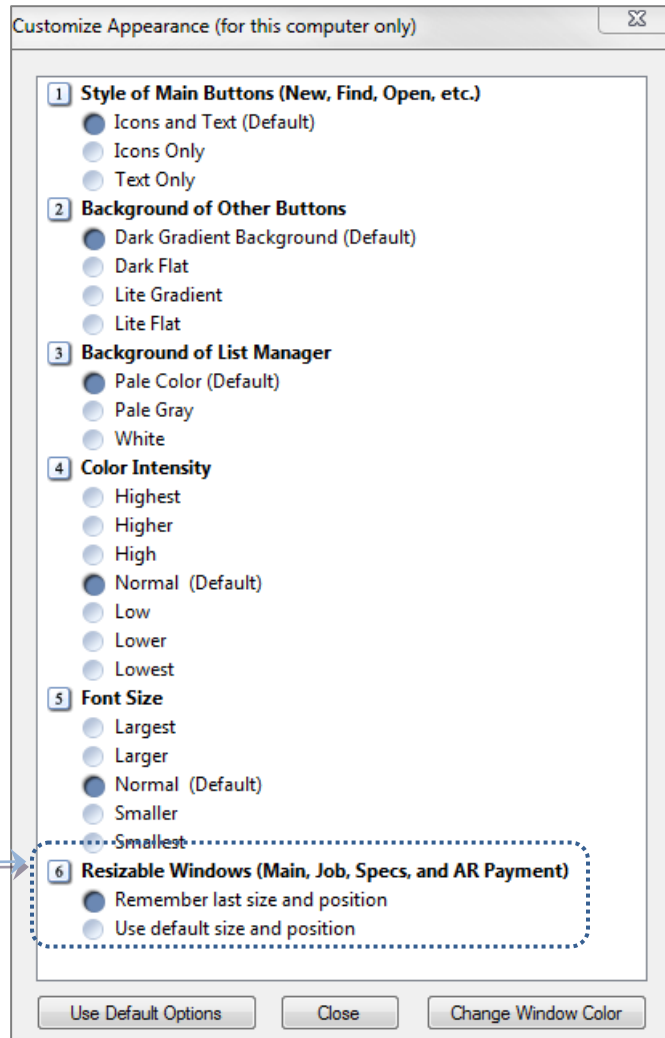 Customize Appearance (for this computer only)
1 Style of Main Buttons (New, Find, Open, etc.)
Icons and Text (Default)
Icons Only
Text Only
2 Background of Other Buttons
Dark Gradient Background (Default)
Dark Flat
Lite Gradient
Lite Flat
3 Background of List Manager
Pale Color (Default)
Pale Gray
White
4 Color Intensity
Highest
Higher
High
Normal (Default)
Low
Lower
Lowest
5 Font Size
Largest
Larger
Normal (Default)
Smaller
Smallest
6 Resizable Windows (Main, Job, Specs, and AR Payment)
Remember last size and position
Use default size and position
Use Default Options Close Change Window Color